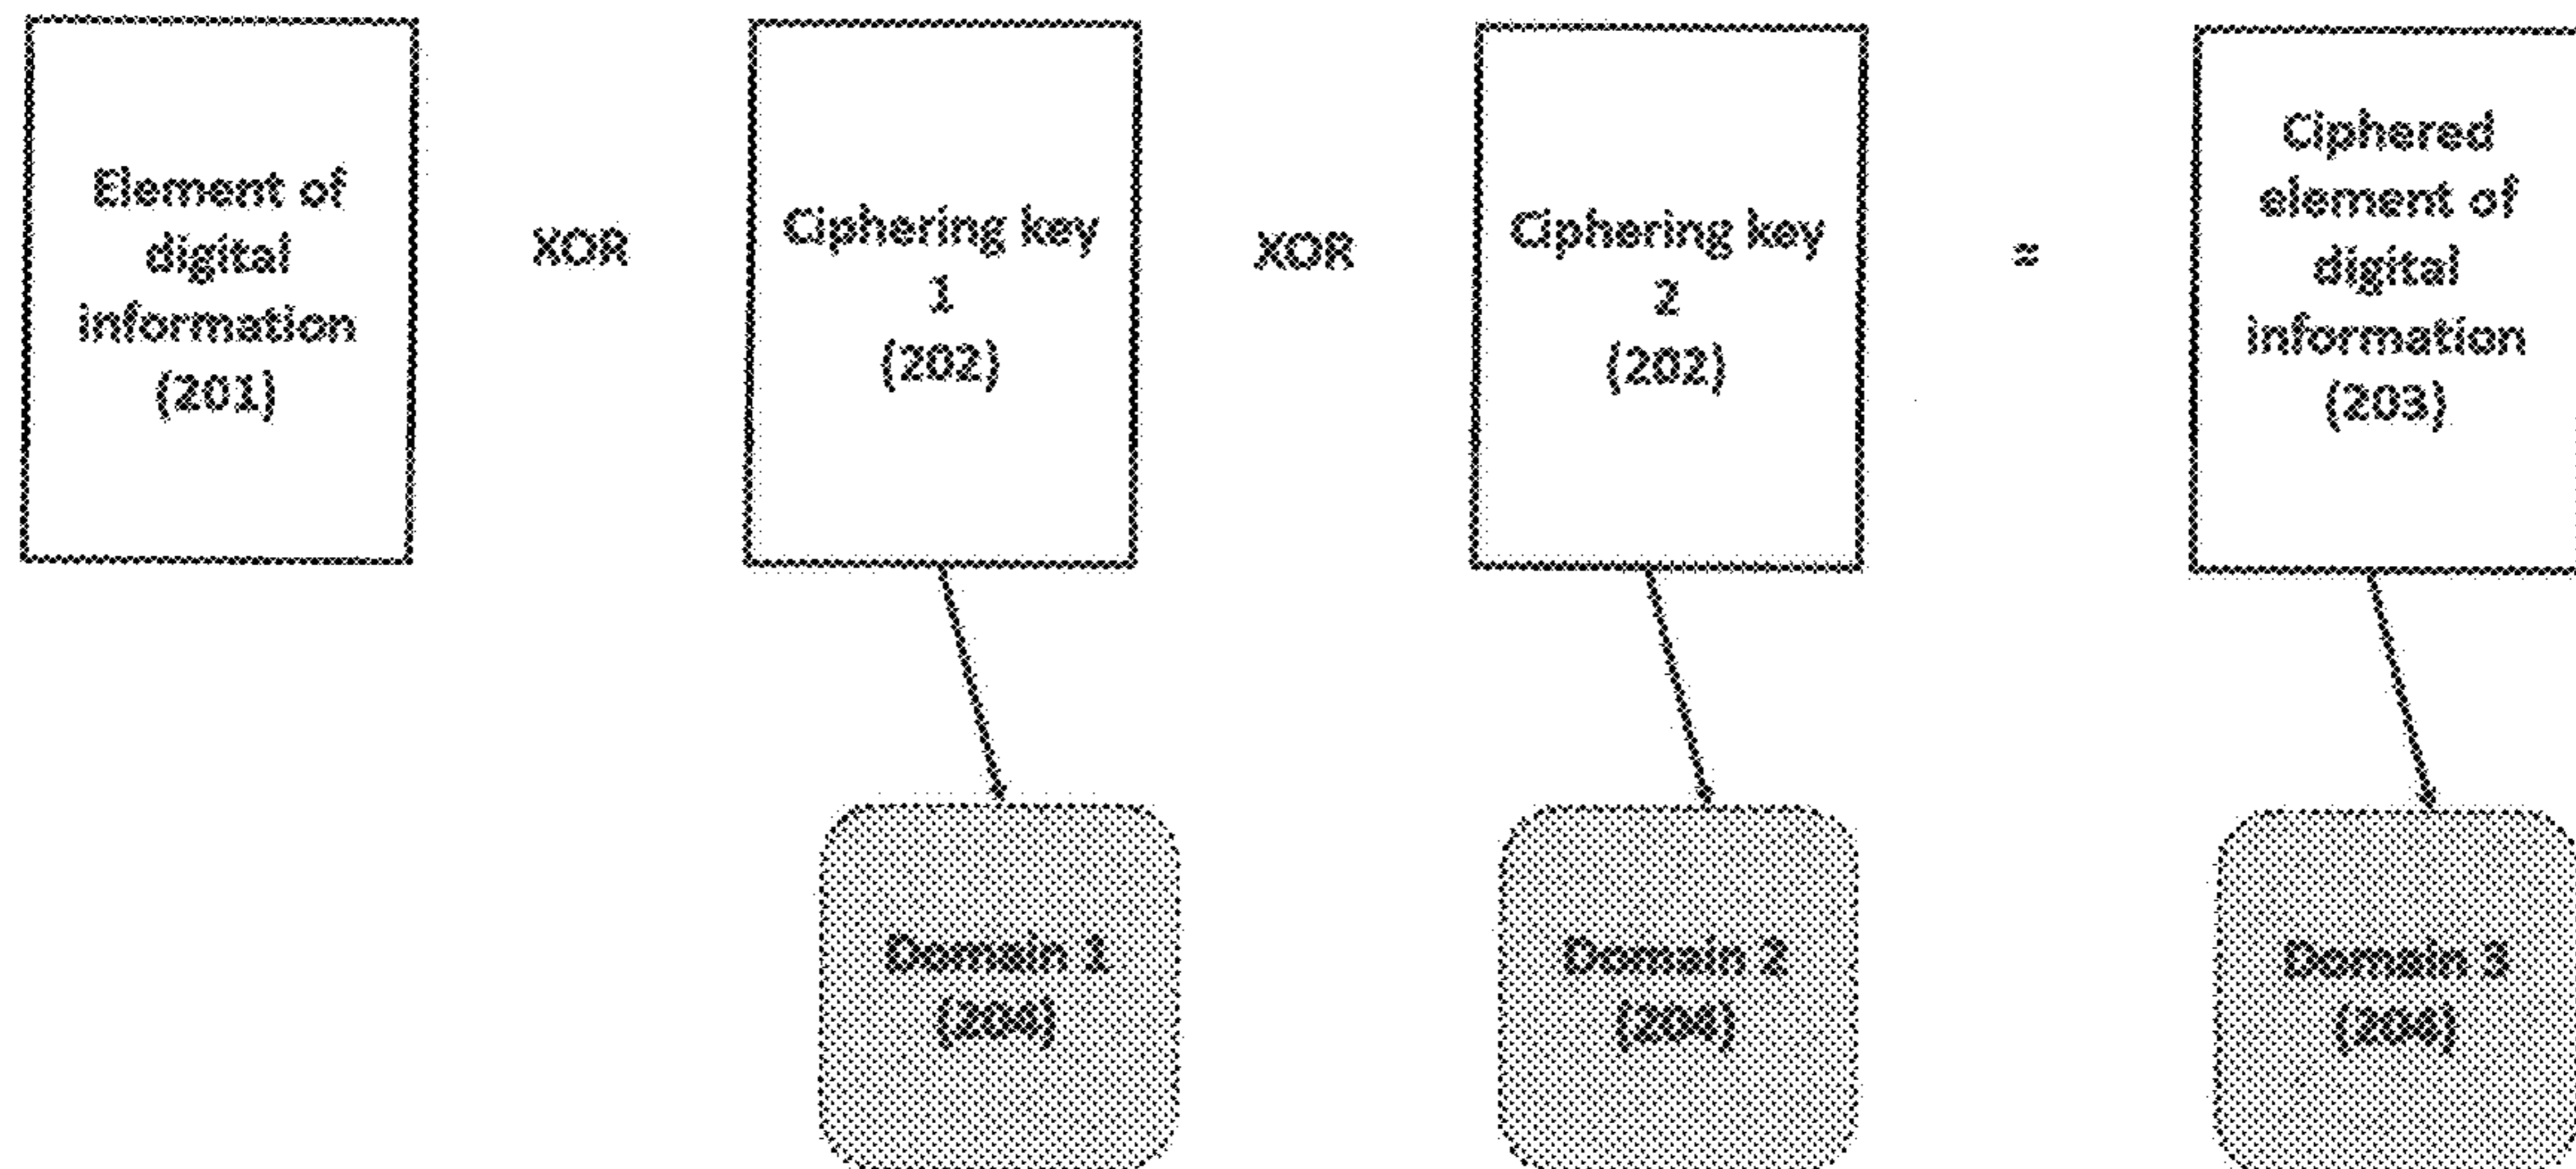 Element of
digital
information
(201)
XOR
Ciphering key
1
(202)
XOR
Ciphering key
2
(202)
=
Ciphered
element of
digital
information
(203)
Domain 1
(204)
Domain 2
(204)
Domain 3
(204)